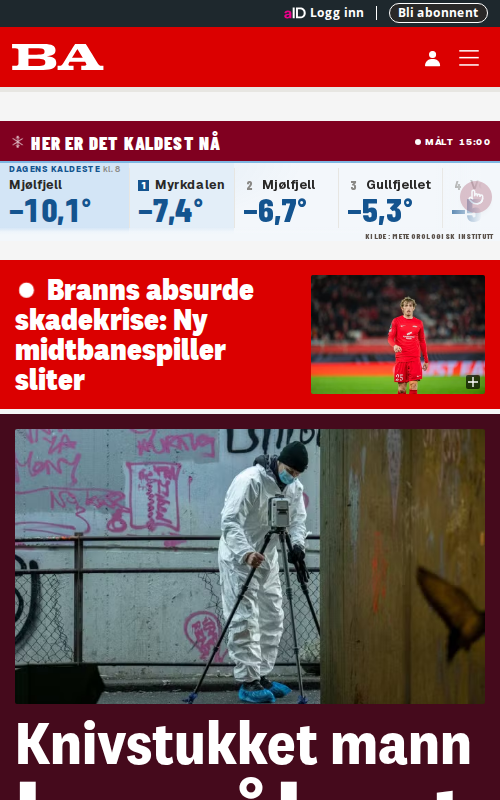 aID Logg inn
Bli abonnent
BA
HER ER DET KALDEST NÅ
MÅLT 15:00
DAGENS KALDESTE kl. 8
Mjølfjell
−10,1°
1 Myrkdalen
−7,4°
2 Mjølfjell
−6,7°
3 Gullfjellet
−5,3°
4
KILDE: METEOROLOGISK INSTITUTT
Branns absurde
skadekrise: Ny
midtbanespiller
sliter
25
Knivstukket mann